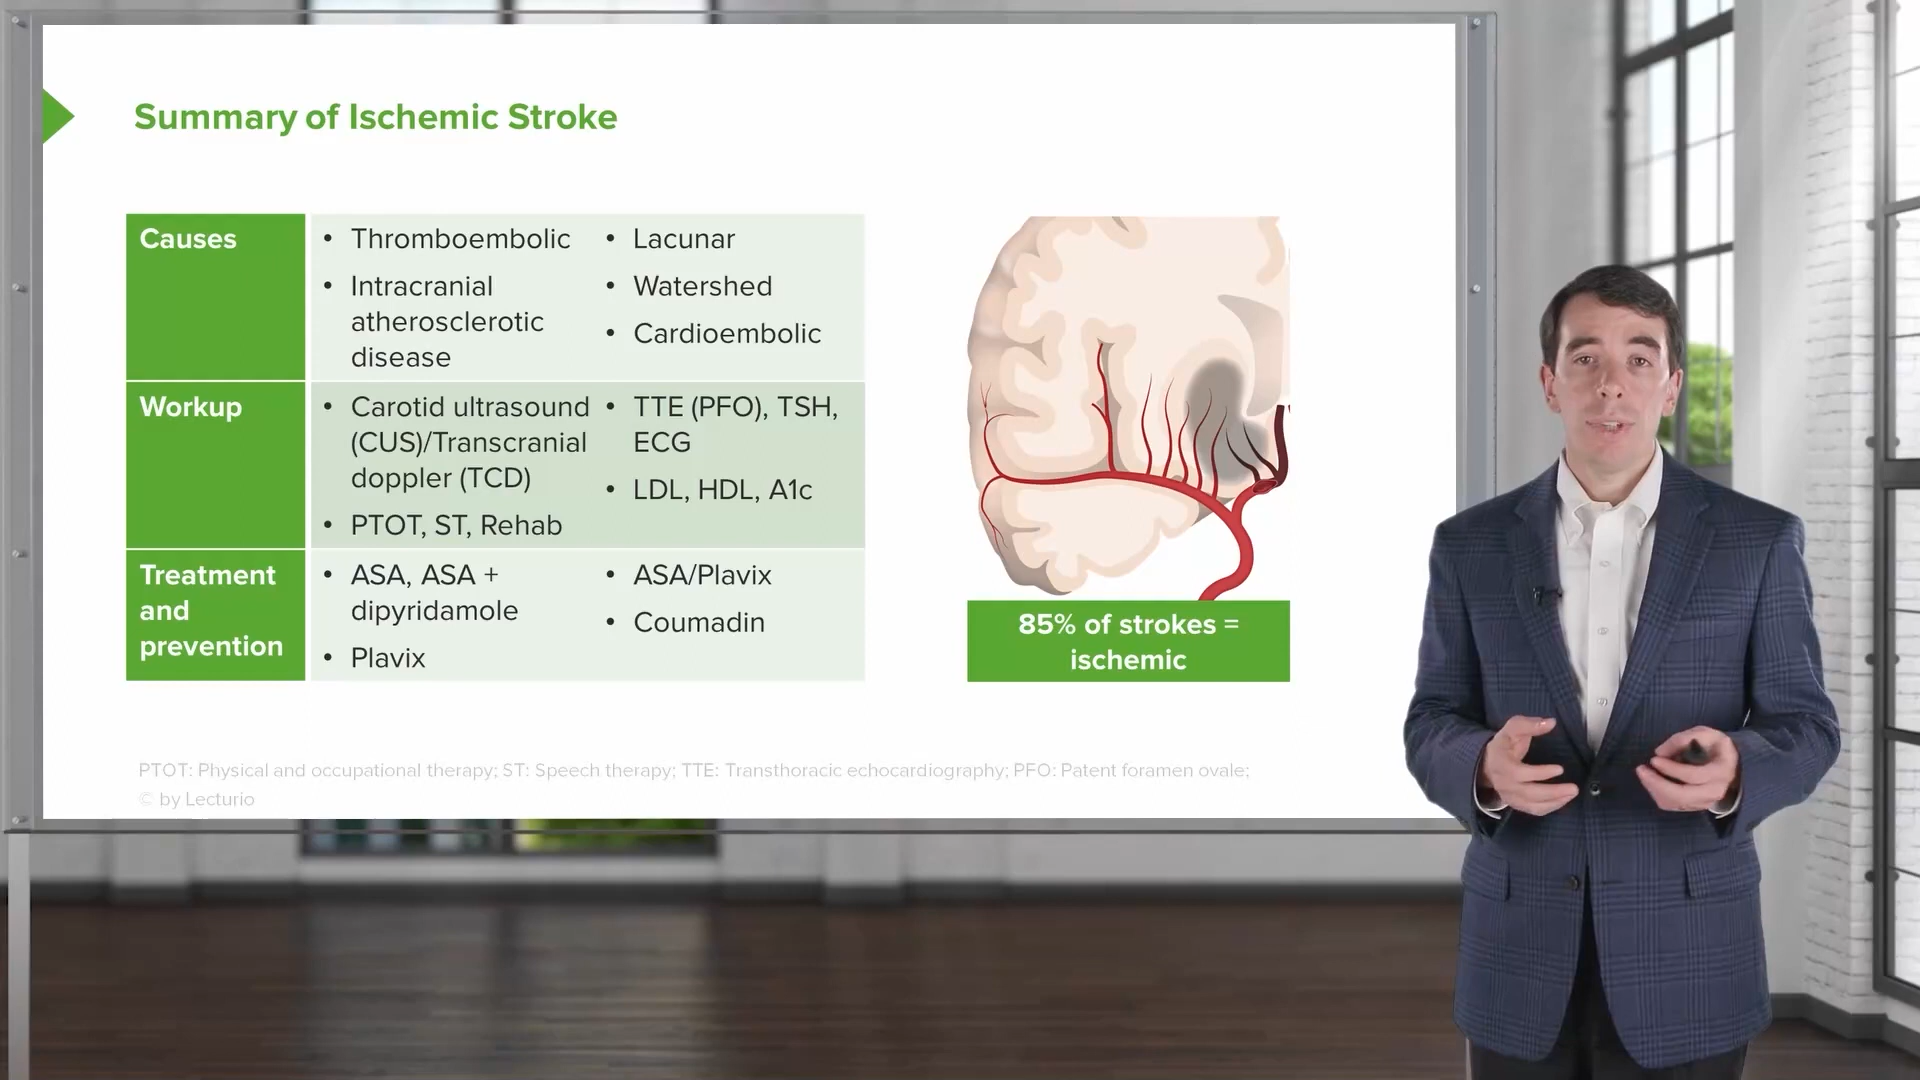 Summary of Ischemic Stroke
Causes
• Thromboembolic
• Intracranial
atherosclerotic
disease
• Lacunar
• Watershed
• Cardioembolic
Workup
• Carotid ultrasound
(CUS)/Transcranial
doppler (TCD)
• PTOT, ST, Rehab
• TTE (PFO), TSH,
ECG
• LDL, HDL, A1c
Treatment
and
prevention
• ASA, ASA +
dipyridamole
• Plavix
• ASA/Plavix
• Coumadin
85% of strokes =
ischemic
PTOT: Physical and occupational therapy; ST: Speech therapy; TTE: Transthoracic echocardiography; PFO: Patent foramen ovale;
© by Lecturio